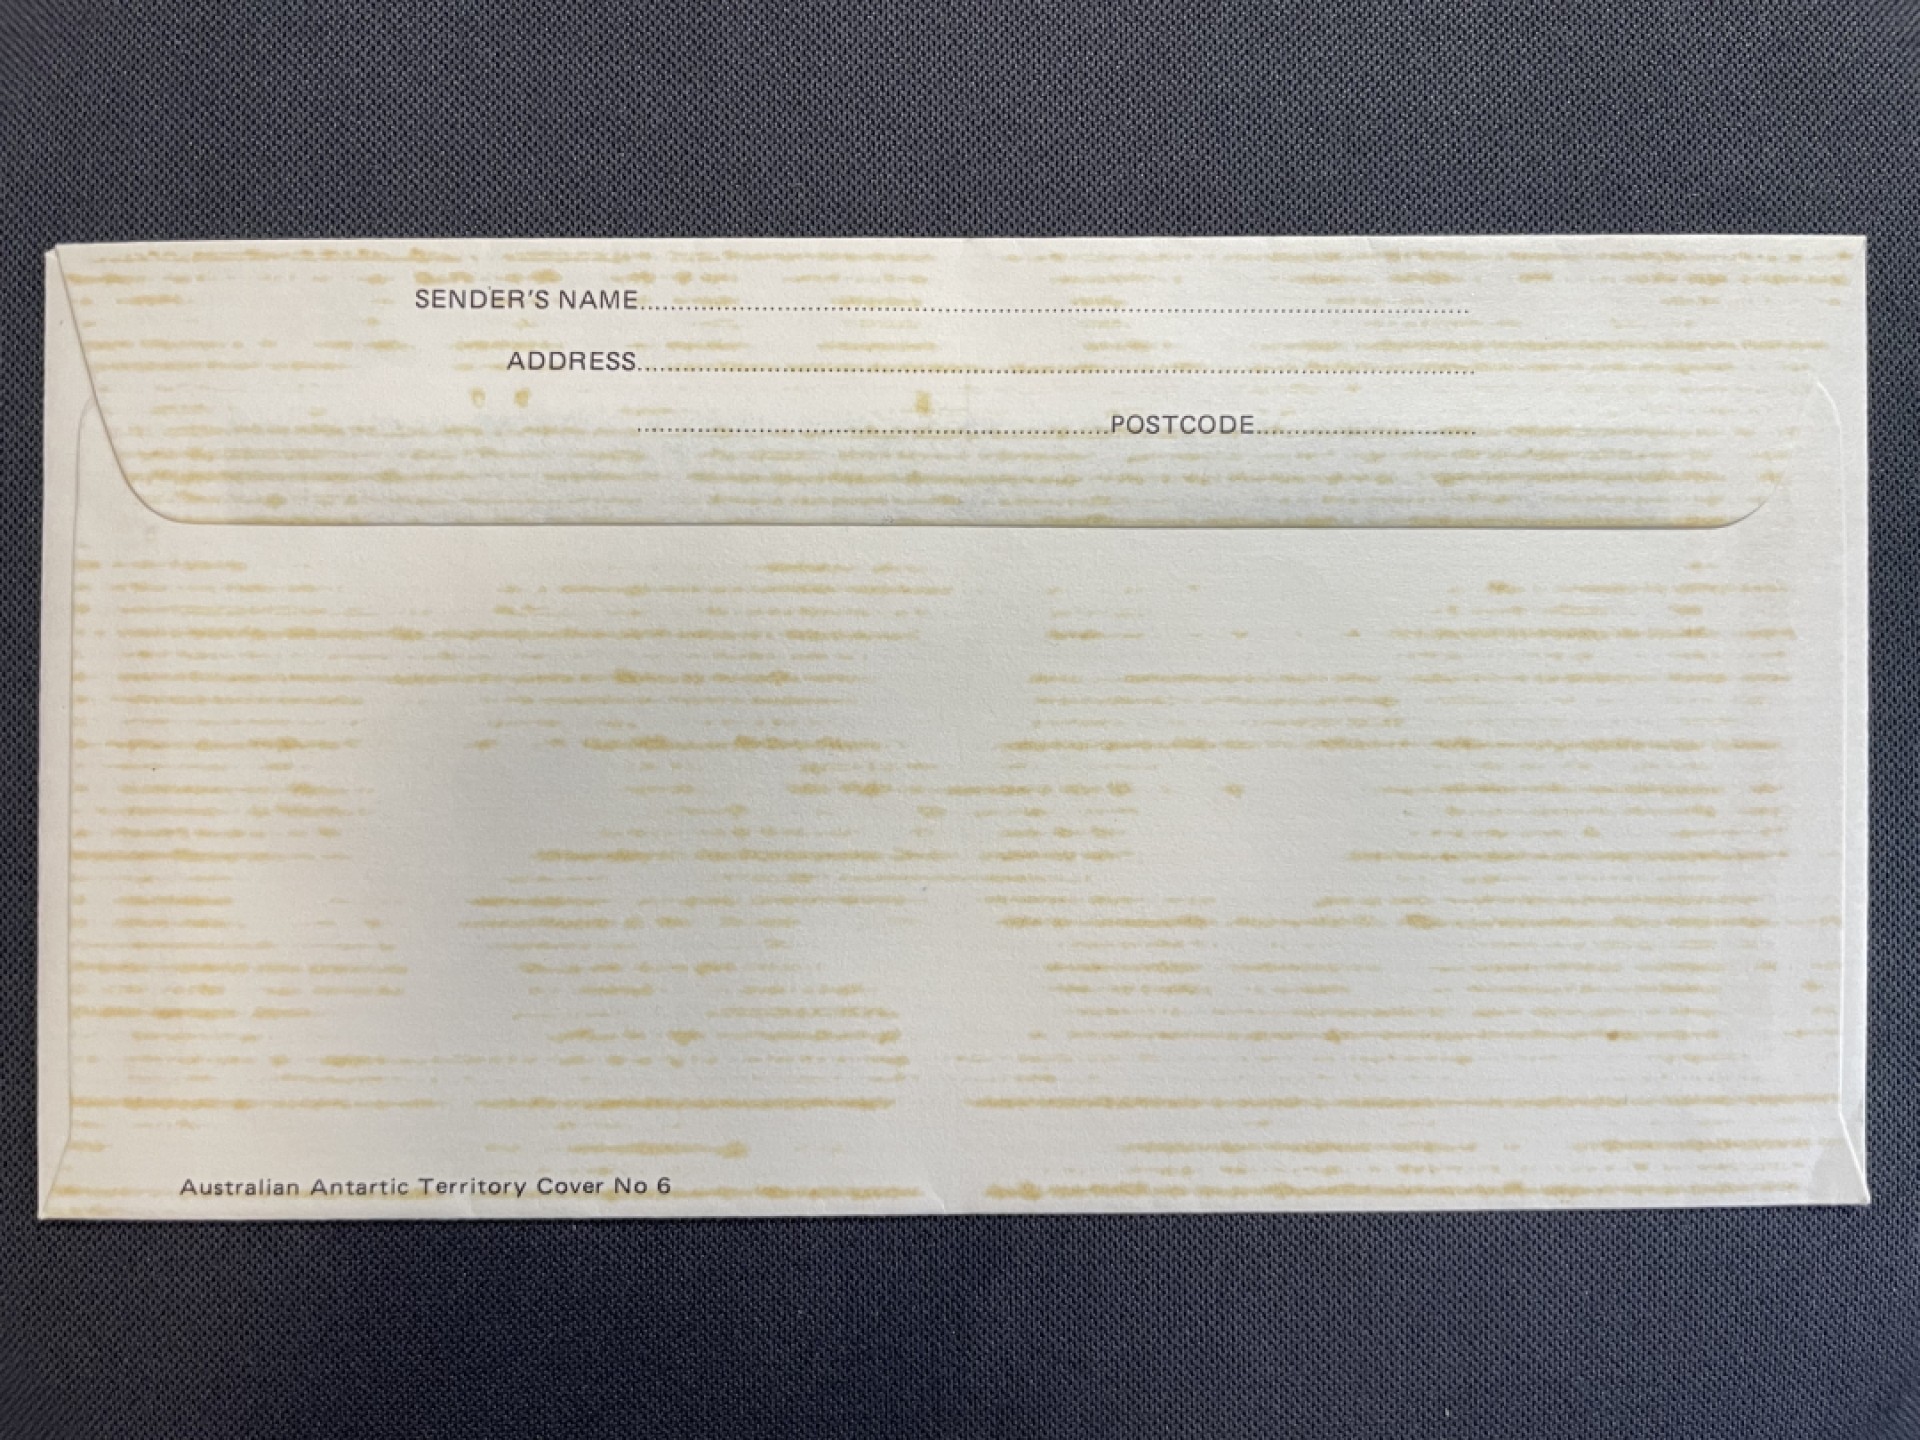 SENDER'S NAME
ADDRESS
POSTCODE
Australian Antartic Territory Cover No 6